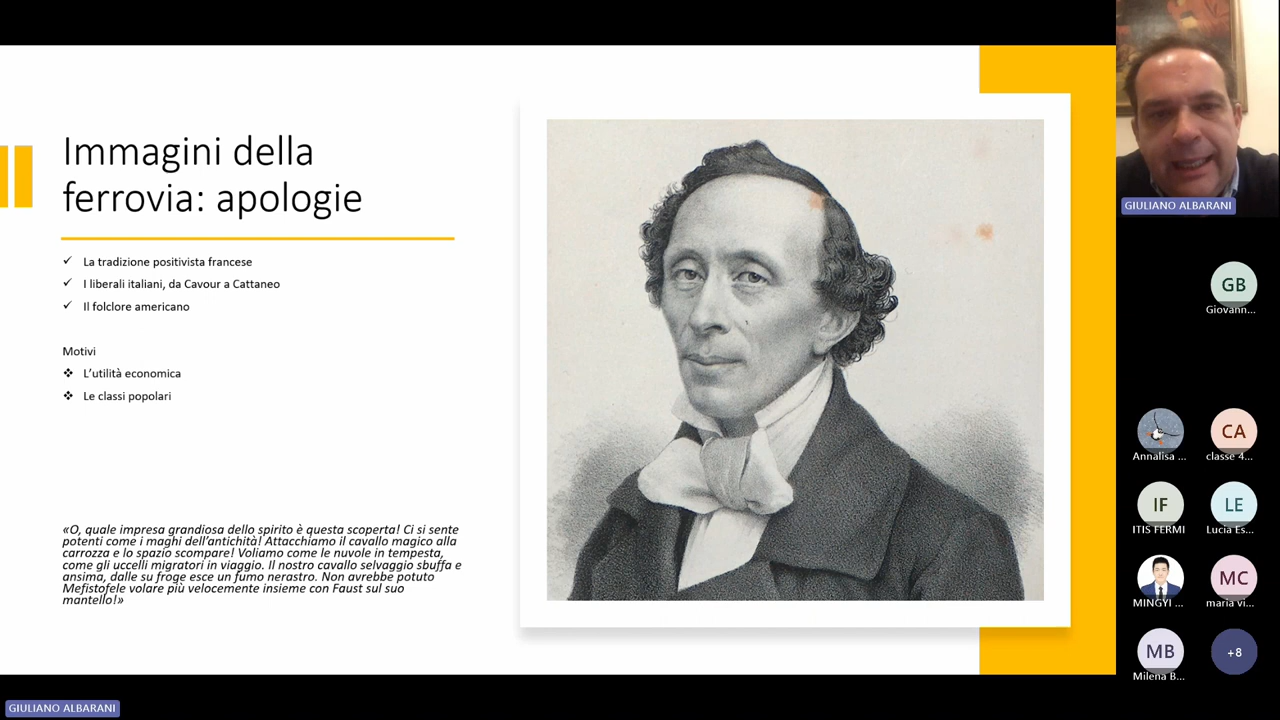 Immagini della
ferrovia: apologie
La tradizione positivista francese
I liberali italiani, da Cavour a Cattaneo
Il folclore americano
Motivi
L'utilità economica
Le classi popolari
«O, quale impresa grandiosa dello spirito è questa scoperta! Ci si sente
potenti come i maghi dell'antichità! Attacchiamo il cavallo magico alla
carrozza e lo spazio scompare! Voliamo come le nuvole in tempesta,
come gli uccelli migratori in viaggio. Il nostro cavallo selvaggio sbuffa e
ansima, dalle su froge esce un fumo nerastro. Non avrebbe potuto
Mefistofele volare più velocemente insieme con Faust sul suo
mantello!»
GIULIANO ALBARANI
GB
Giovann...
CA
Annalisa ...
classe 4...
IF
LE
ITIS FERMI
Lucia Es...
MC
MINGYI ...
maria vi...
MB
+8
Milena B...
GIULIANO ALBARANI